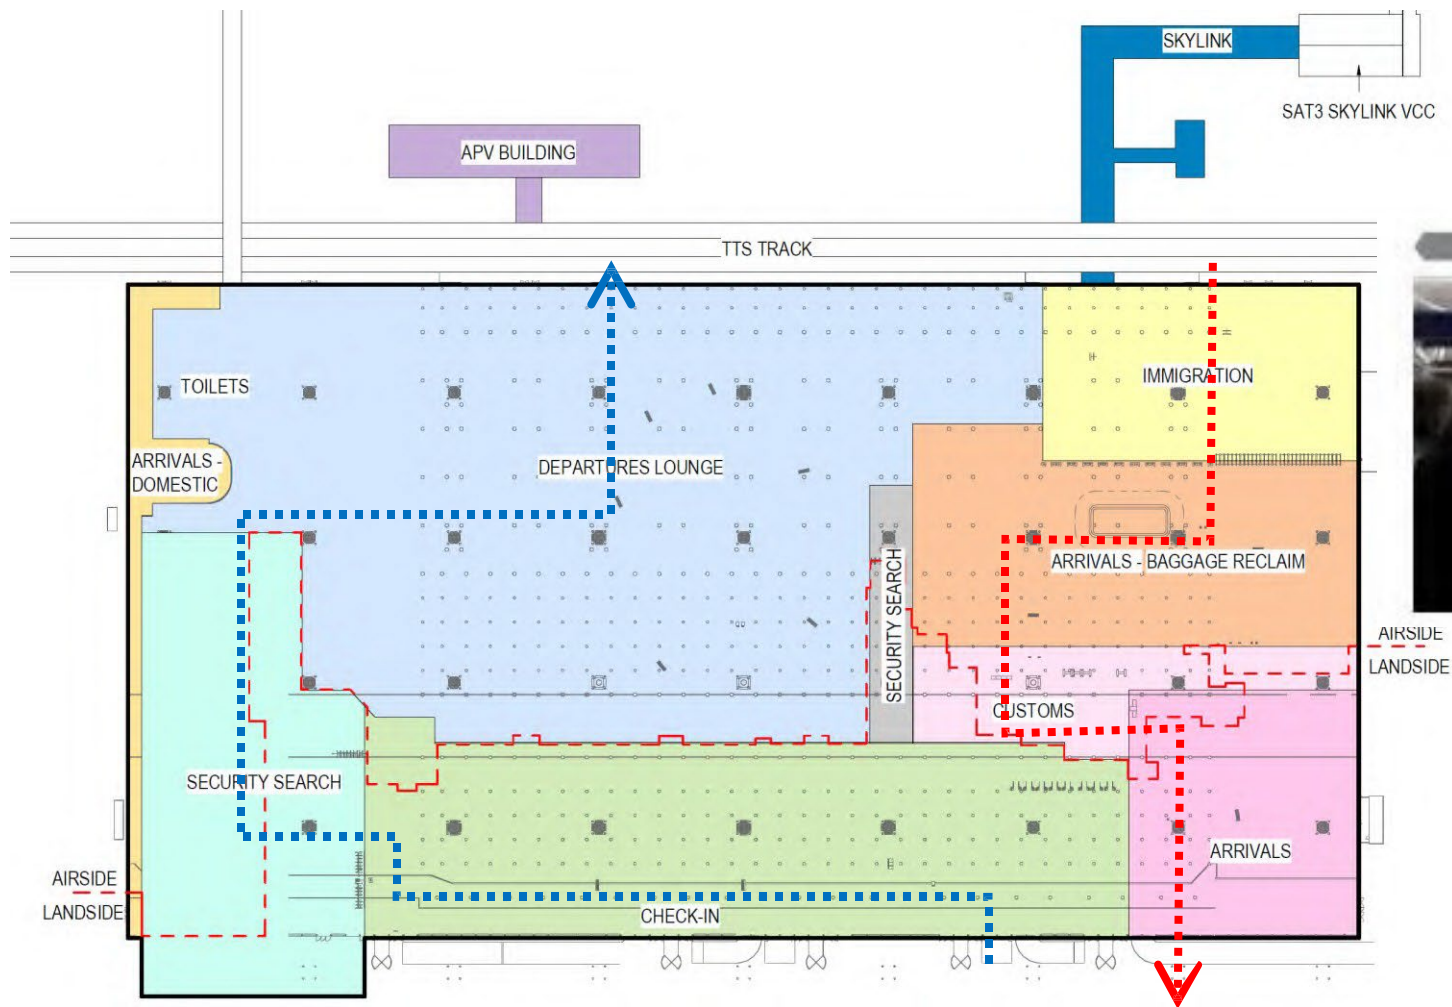 SKYLINK
SAT3 SKYLINK VCC
APV BUILDING
TTS TRACK
TOILETS
IMMIGRATION
ARRIVALS -
DOMESTIC
DEPARTURES LOUNGE
ARRIVALS - BAGGAGE RECLAIM
SECURITY SEARCH
AIRSIDE
LANDSIDE
CUSTOMS
SECURITY SEARCH
ARRIVALS
AIRSIDE
LANDSIDE
CHECK-IN